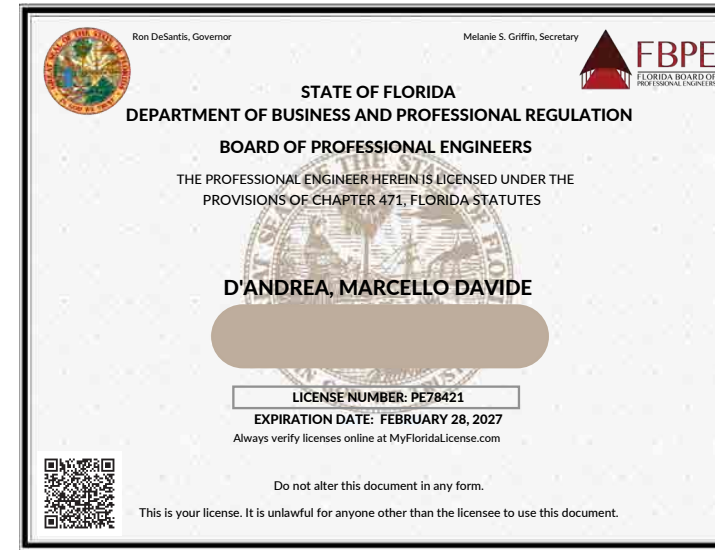 Ron DeSantis, Governor
Melanie S. Griffin, Secretary
FBPE
FLORIDA BOARD OF
PROFESSIONAL ENGINEERS
STATE OF FLORIDA
DEPARTMENT OF BUSINESS AND PROFESSIONAL REGULATION
BOARD OF PROFESSIONAL ENGINEERS
THE PROFESSIONAL ENGINEER HEREIN IS LICENSED UNDER THE
PROVISIONS OF CHAPTER 471, FLORIDA STATUTES
D'ANDREA, MARCELLO DAVIDE
LICENSE NUMBER: PE78421
EXPIRATION DATE: FEBRUARY 28, 2027
Always verify licenses online at MyFloridaLicense.com
Do not alter this document in any form.
This is your license. It is unlawful for anyone other than the licensee to use this document.